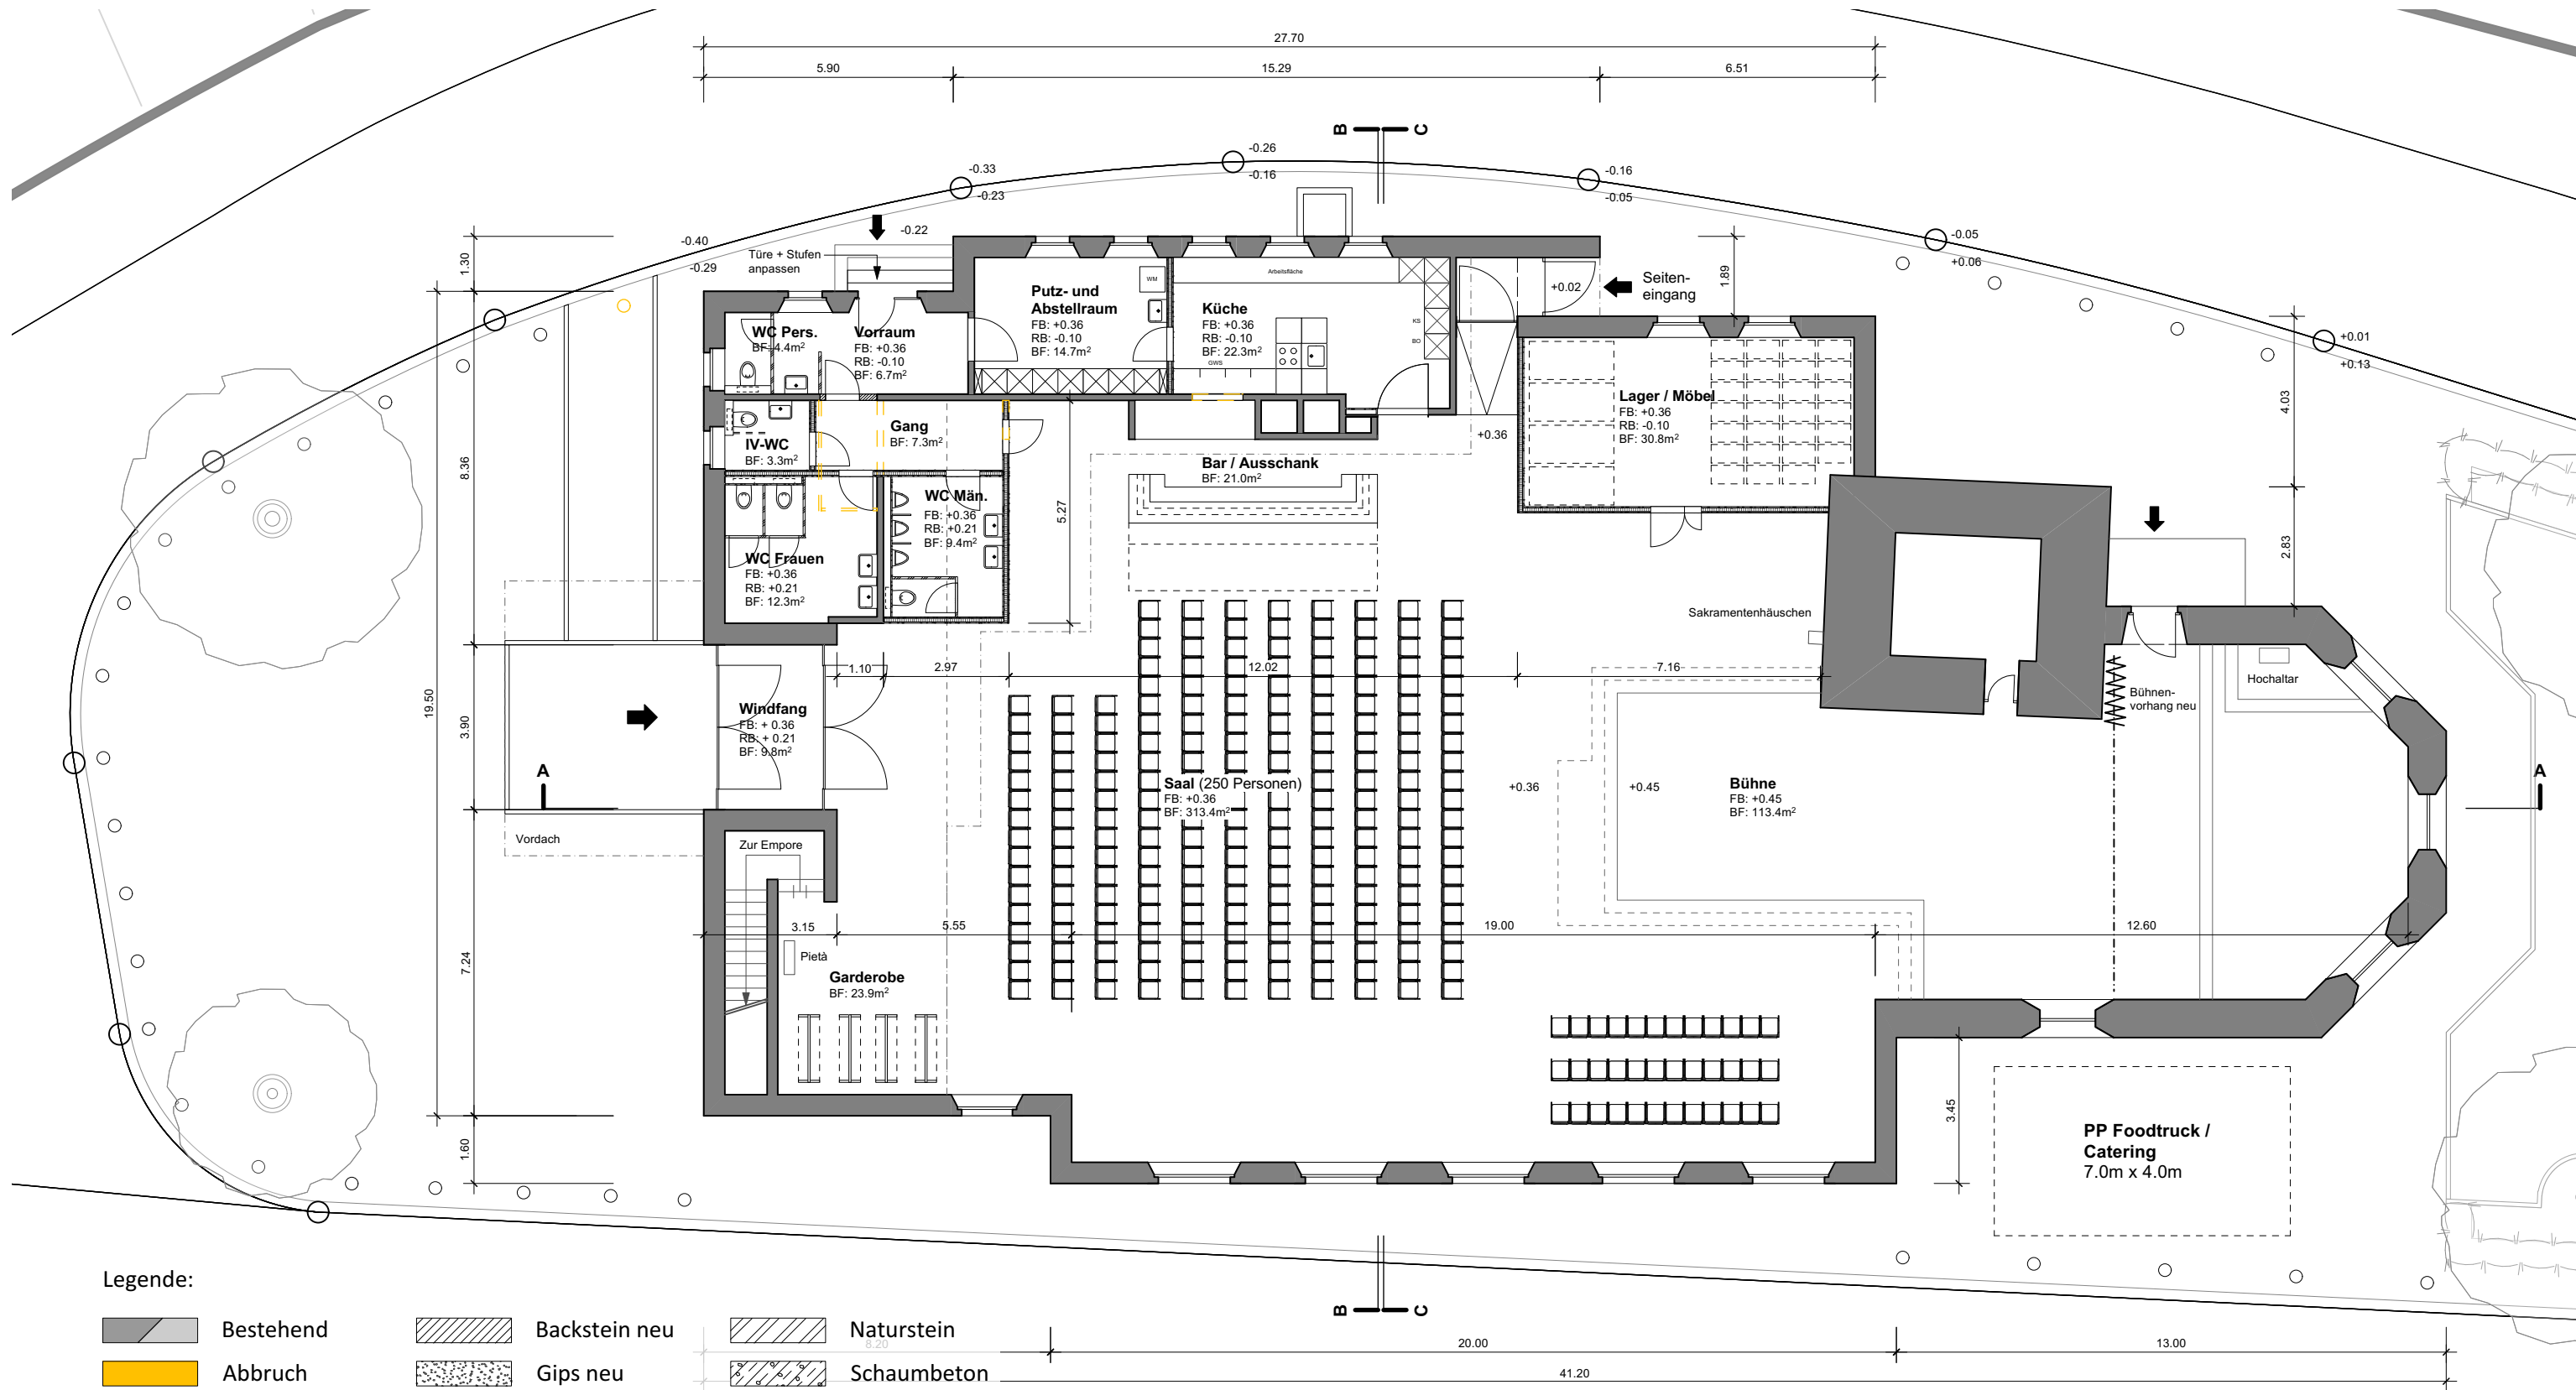 27.70
5.90
15.29
6.51
B
C
-0.26
-0.16
-0.33
-0.23
-0.16
-0.05
-0.22
-0.40
-0.29
-0.05
+0.06
1.30
Türe + Stufen
anpassen
1.89
Seiten-
eingang
+0.02
+0.01
+0.13
WM
Arbeitsfläche
Putz- und
Abstellraum
FB: +0.36
RB: -0.10
BF: 14.7m²
Küche
FB: +0.36
RB: -0.10
BF: 22.3m²
GWS
KS
BO
WC Pers.
BF: 4.4m²
Vorraum
FB: +0.36
RB: -0.10
BF: 6.7m²
Lager / Möbel
FB: +0.36
RB: -0.10
BF: 30.8m²
4.03
8.36
Gang
BF: 7.3m²
IV-WC
BF: 3.3m²
+0.36
Bar / Ausschank
BF: 21.0m²
5.27
WC Män.
FB: +0.36
RB: +0.21
BF: 9.4m²
WC Frauen
FB: +0.36
RB: +0.21
BF: 12.3m²
2.83
Sakramentenhäuschen
1.10
2.97
12.02
7.16
Hochaltar
Bühnen-
vorhang neu
19.50
3.90
Windfang
FB: + 0.36
RB: + 0.21
BF: 9.8m²
A
A
Saal (250 Personen)
FB: +0.36
BF: 313.4m²
+0.36
+0.45
Bühne
FB: +0.45
BF: 113.4m²
Vordach
Zur Empore
3.15
5.55
19.00
12.60
7.24
Pietà
Garderobe
BF: 23.9m²
3.45
1.60
PP Foodtruck /
Catering
7.0m x 4.0m
Legende:
B
C
Bestehend
Backstein neu
Naturstein
8.20
20.00
13.00
Abbruch
Gips neu
Schaumbeton
41.20